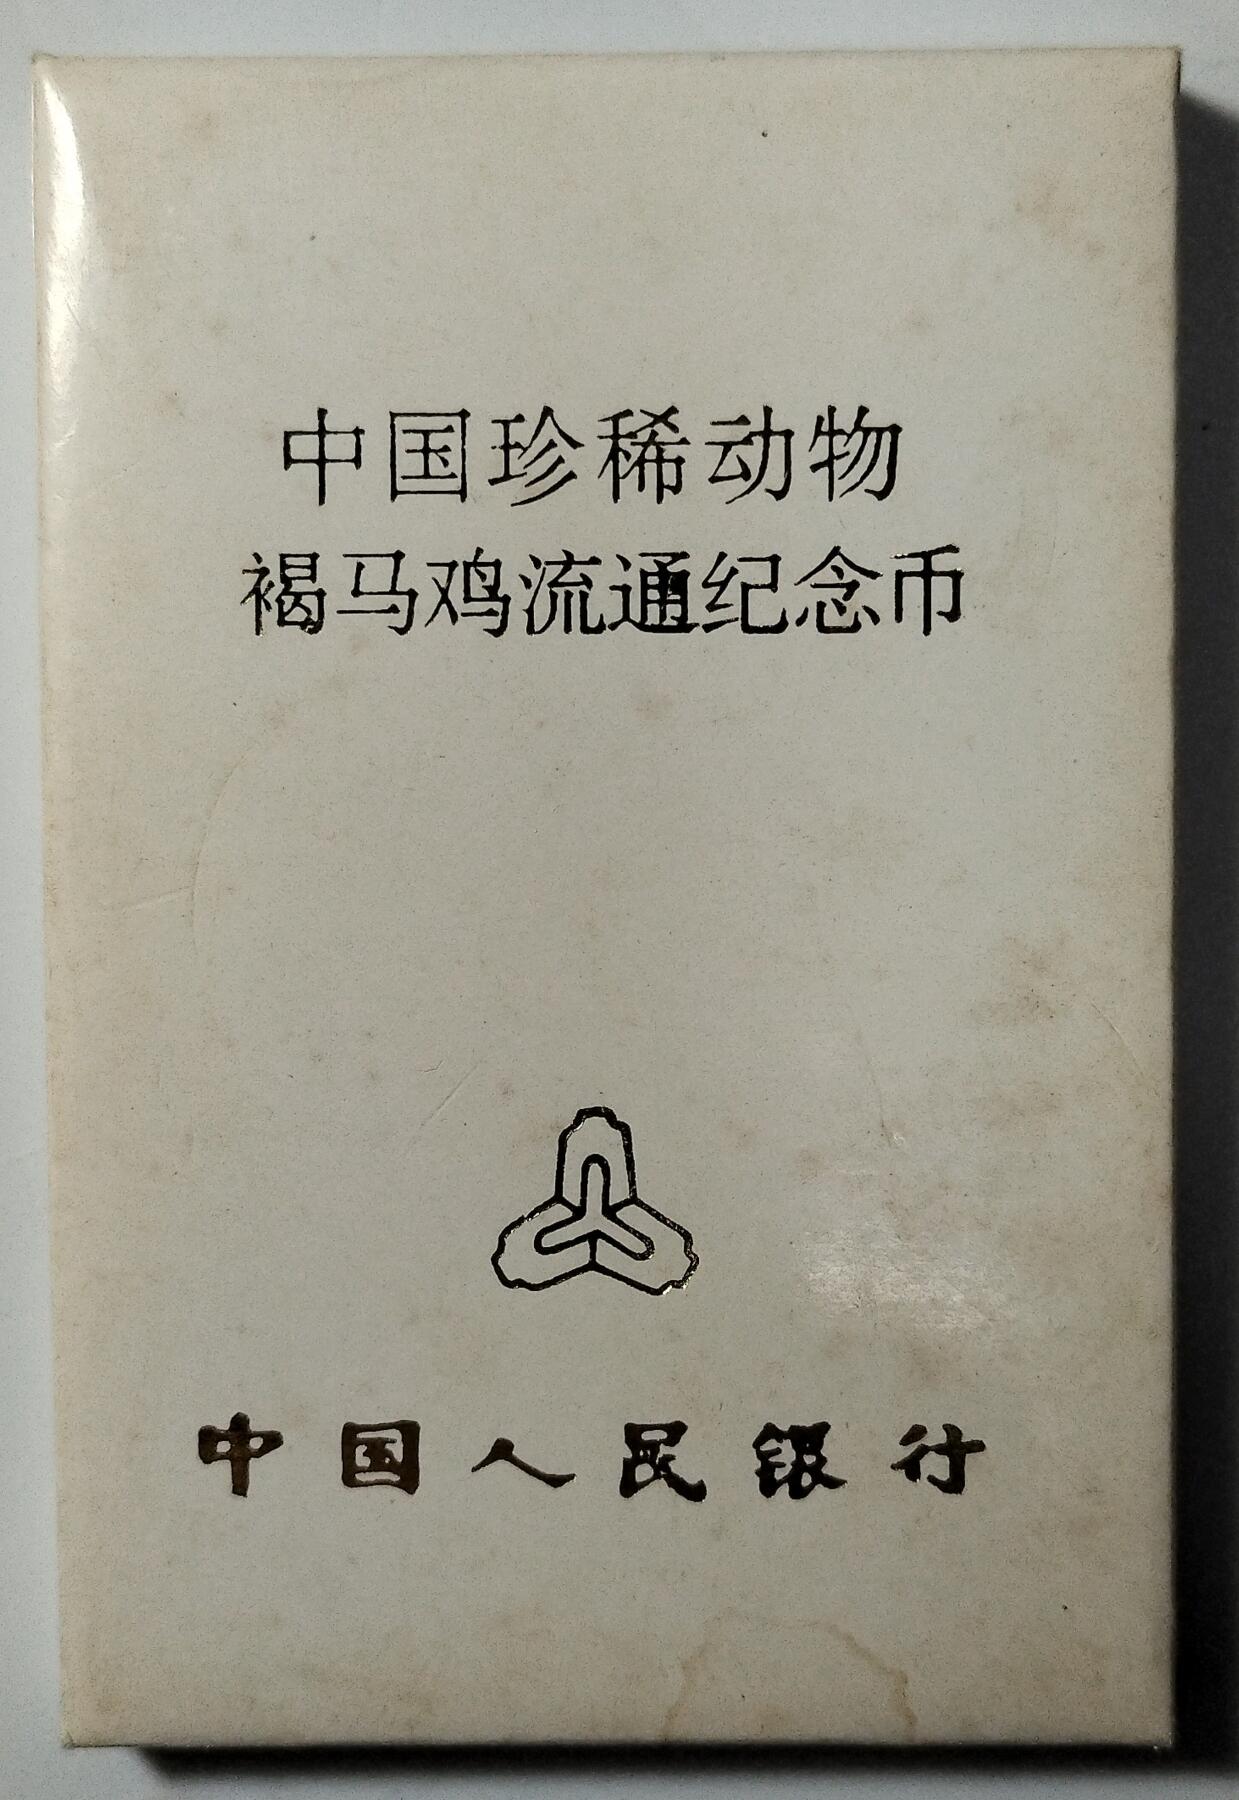 中国珍稀动物
褐马鸡流通纪念币
中国人民银行